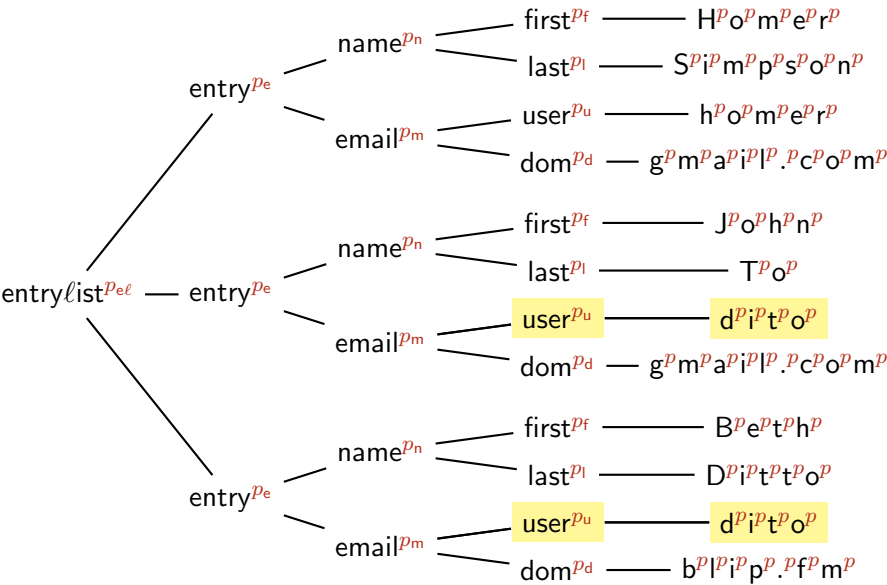 first^pf H^po^pm^pe^pr^p
name^pn
last^pl S^pi^pm^pp^ps^po^pn^p
entry^pe
user^pu h^po^pm^pe^pr^p
email^pm
dom^pd g^pm^pa^pi^pl^p.^pc^po^pm^p
first^pf J^po^ph^pn^p
name^pn
last^pl T^po^p
entryℓist^peℓ entry^pe
user^pu d^pi^pt^po^p
email^pm
dom^pd g^pm^pa^pi^pl^p.^pc^po^pm^p
first^pf B^pe^pt^ph^p
name^pn
last^pl D^pi^pt^pt^po^p
entry^pe
user^pu d^pi^pt^po^p
email^pm
dom^pd b^pl^pi^pp^p.^pf^pm^p